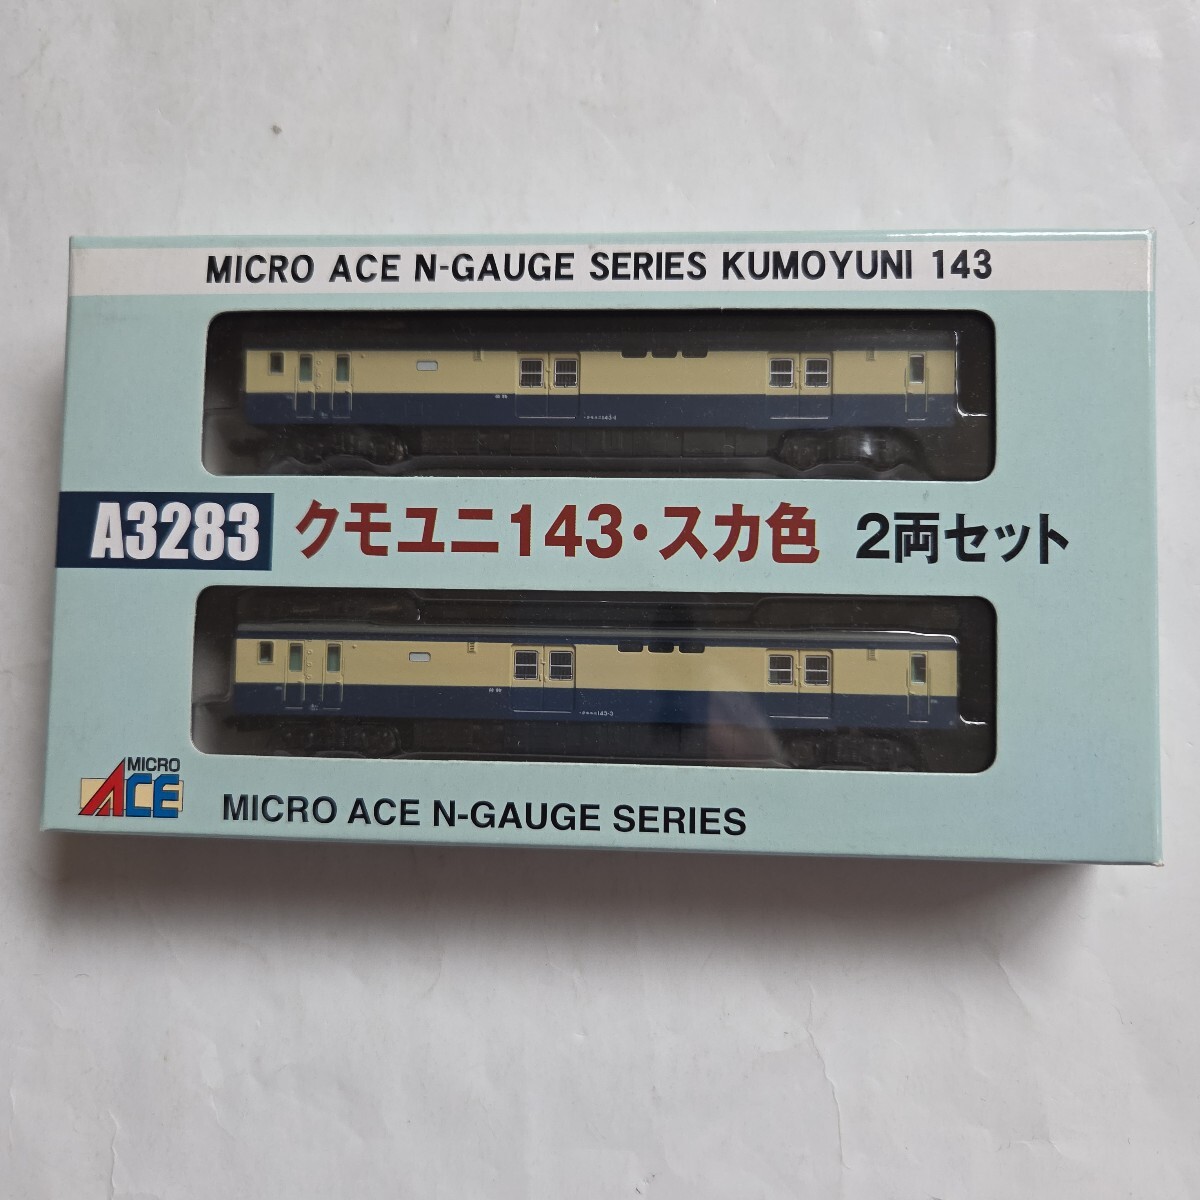 MICRO ACE N-GAUGE SERIES KUMOYUNI 143
A3283 クモユニ143・スカ色 2両セット
MICRO
ACE
MICRO ACE N-GAUGE SERIES